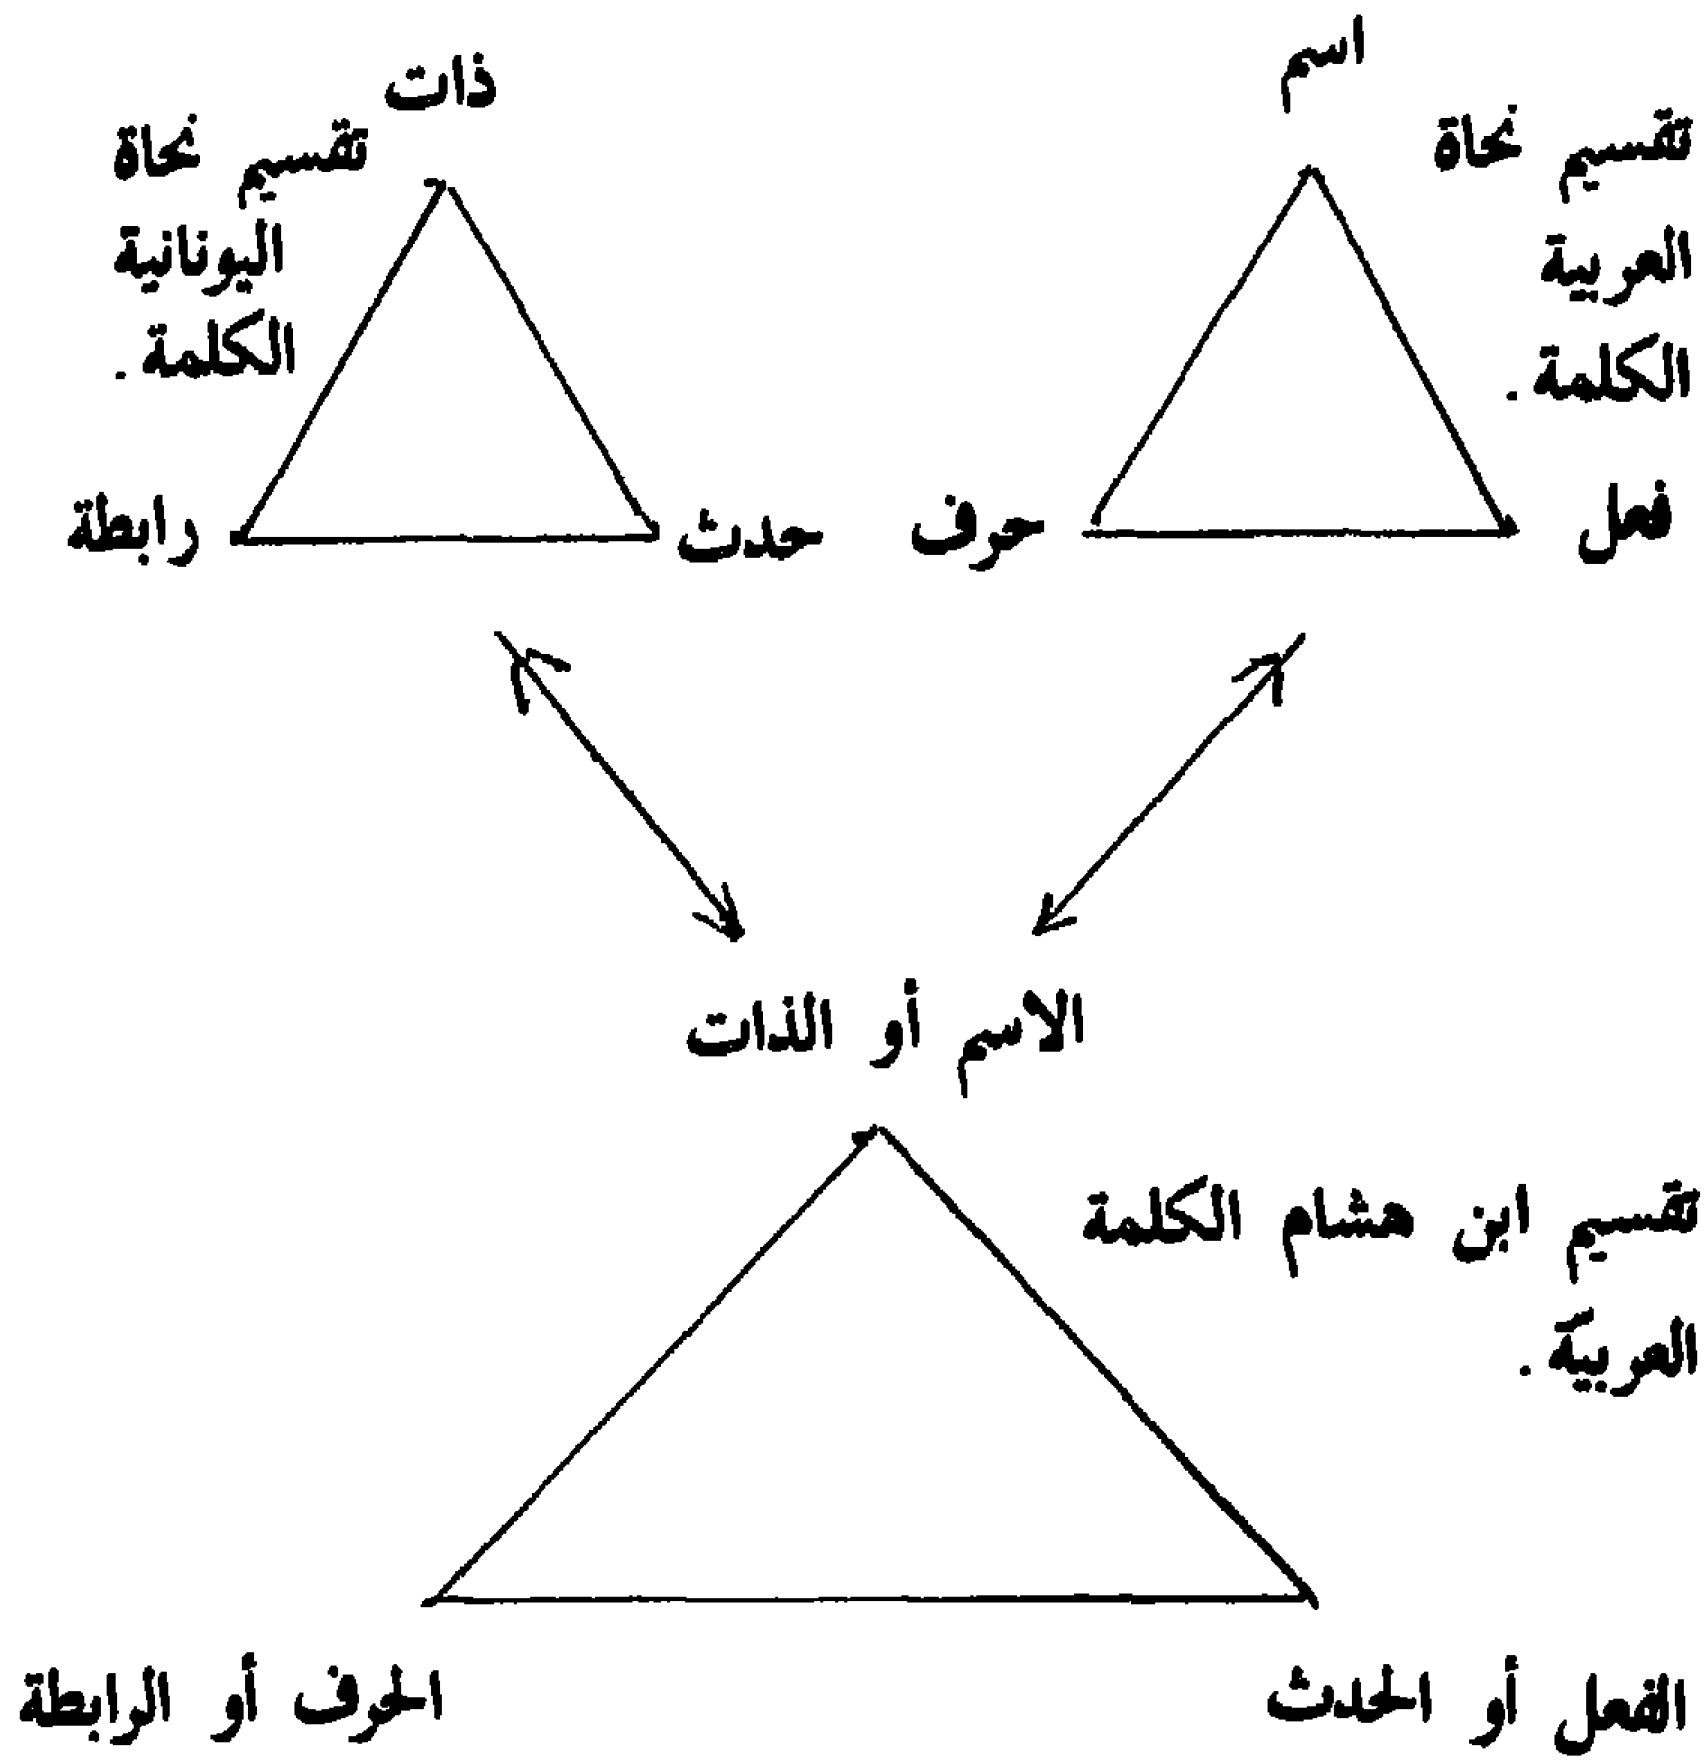 اسم
تقسيم نحاة
العربية
الكلمة .
فعل
حرف
ذات
تقسيم نحاة
اليونانية
الكلمة .
حدث
رابطة
الاسم أو الذات
تقسيم ابن هشام الكلمة
العربيّة .
الفعل أو الحدث
الحرف أو الرابطة